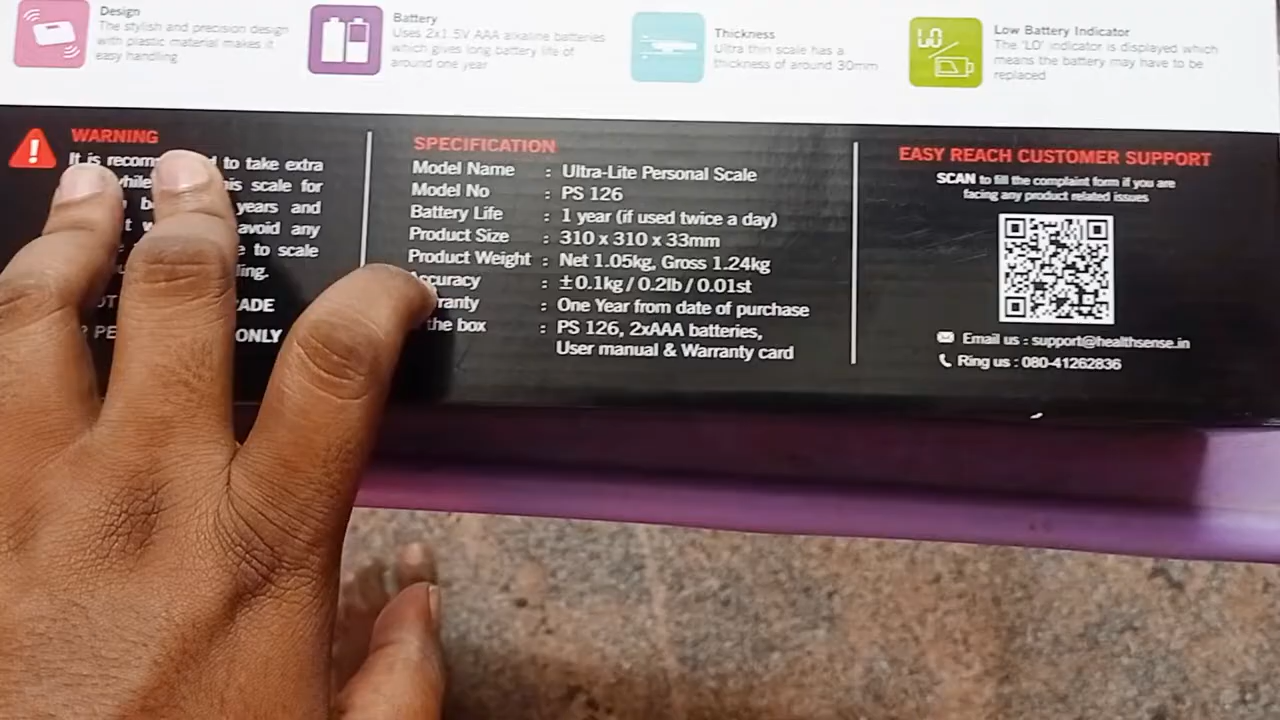 Design
The stylish and precision design
with plastic material makes it
easy handling
Battery
Uses 2x1.5V AAA alkaline batteries
which gives long battery life of
around one year
Thickness
Ultra thin scale has a
thickness of around 30mm
LO
Low Battery Indicator
The 'LO' indicator is displayed which
means the battery may have to be
replaced
WARNING
It is to take extra
this scale for
years and
avoid any
to scale
ONLY
SPECIFICATION
Model Name : Ultra-Lite Personal Scale
Model No : PS 126
Battery Life : 1 year (if used twice a day)
Product Size : 310 x 310 x 33mm
Product Weight : Net 1.05kg, Gross 1.24kg
Accuracy : ±0.1kg / 0.2lb / 0.01st
: One Year from date of purchase
the box : PS 126, 2xAAA batteries,
User manual & Warranty card
EASY REACH CUSTOMER SUPPORT
SCAN to fill the complaint form if you are
facing any product related issues
Email us : support@healthsense.in
Ring us : 080-41262836